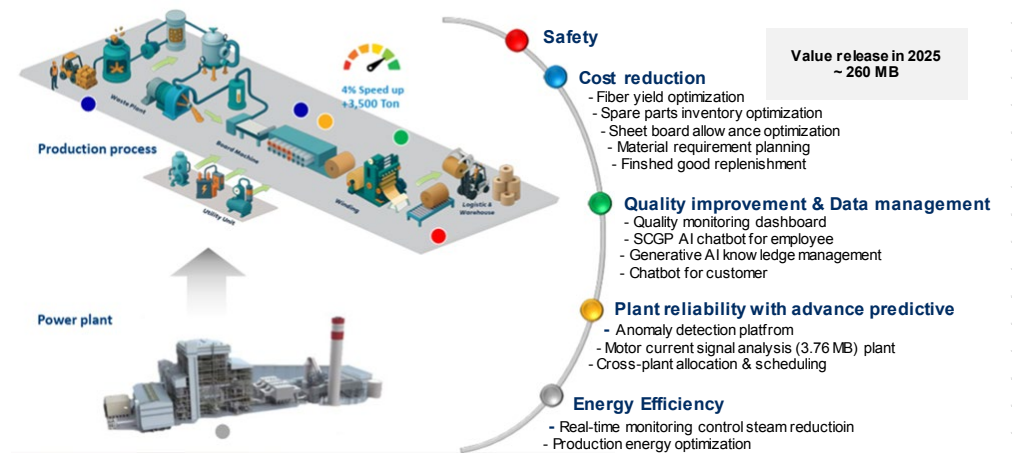 Safety
Value release in 2025
~ 260 MB
Cost reduction
- Fiber yield optimization
- Spare parts inventory optimization
- Sheet board allowance optimization
- Material requirement planning
- Finshed good replenishment
4% Speed up
+3,500 Ton
Waste Plant
Production process
Board Machine
Utility Unit
Winding
Logistic &
Warehouse
Quality improvement & Data management
- Quality monitoring dashboard
- SCGP AI chatbot for employee
- Generative AI knowledge management
- Chatbot for customer
Power plant
Plant reliability with advance predictive
- Anomaly detection platfrom
- Motor current signal analysis (3.76 MB) plant
- Cross-plant allocation & scheduling
Energy Efficiency
- Real-time monitoring control steam reductioin
- Production energy optimization